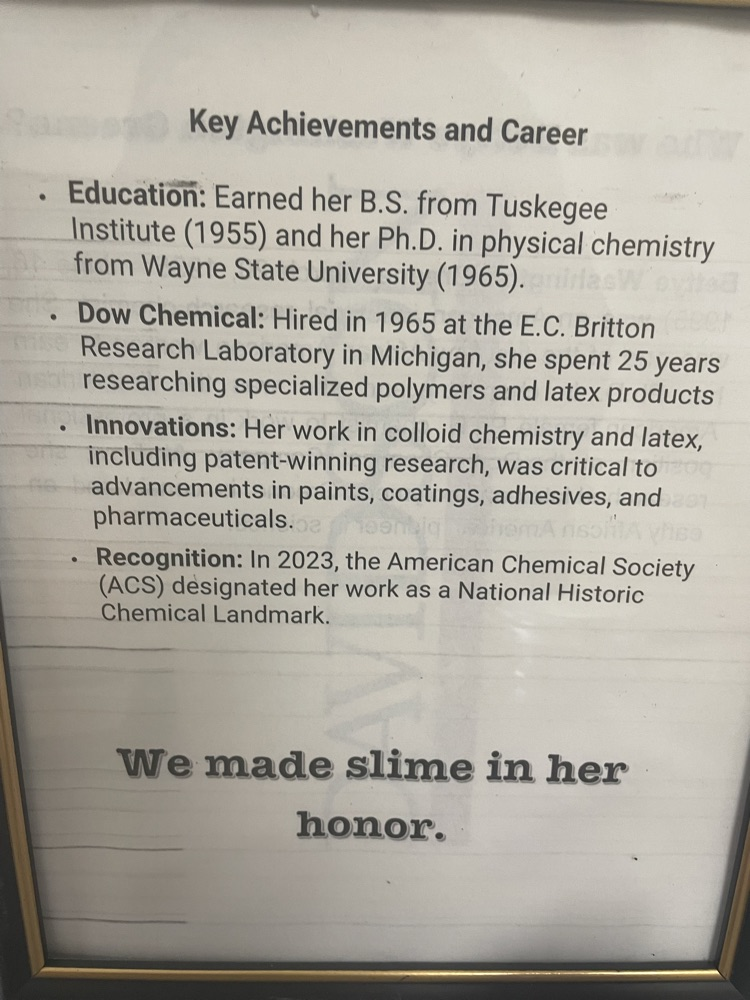 Key Achievements and Career
• Education: Earned her B.S. from Tuskegee
Institute (1955) and her Ph.D. in physical chemistry
from Wayne State University (1965).
• Dow Chemical: Hired in 1965 at the E.C. Britton
Research Laboratory in Michigan, she spent 25 years
researching specialized polymers and latex products
• Innovations: Her work in colloid chemistry and latex,
including patent-winning research, was critical to
advancements in paints, coatings, adhesives, and
pharmaceuticals.
• Recognition: In 2023, the American Chemical Society
(ACS) designated her work as a National Historic
Chemical Landmark.
We made slime in her
honor.